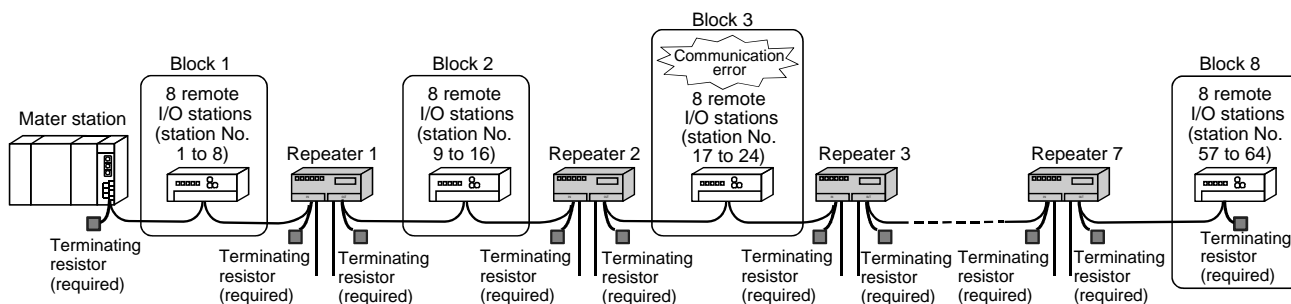 Block 3
Communication
error
8 remote
I/O stations
(station No.
17 to 24)
Block 1
8 remote
I/O stations
(station No.
1 to 8)
Block 2
8 remote
I/O stations
(station No.
9 to 16)
Block 8
8 remote
I/O stations
(station No.
57 to 64)
Mater station
Repeater 1
Repeater 2
Repeater 3
Repeater 7
Terminating
resistor
(required)
Terminating
resistor
(required)
Terminating
resistor
(required)
Terminating
resistor
(required)
Terminating
resistor
(required)
Terminating
resistor
(required)
Terminating
resistor
(required)
Terminating
resistor
(required)
Terminating
resistor
(required)
Terminating
resistor
(required)